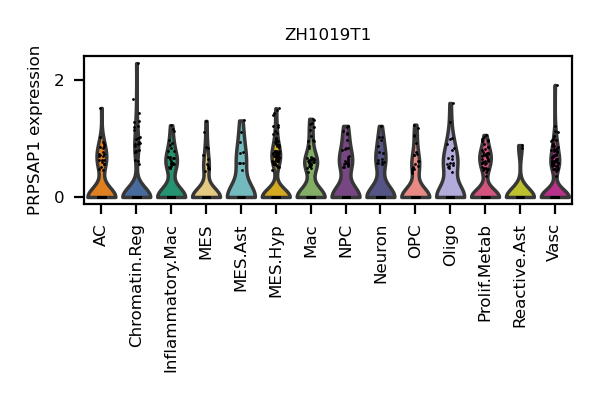 ZH1019T1
PRPSAP1 expression
2
0
AC
Chromatin.Reg
Inflammatory.Mac
MES
MES.Ast
MES.Hyp
Mac
NPC
Neuron
OPC
Oligo
Prolif.Metab
Reactive.Ast
Vasc